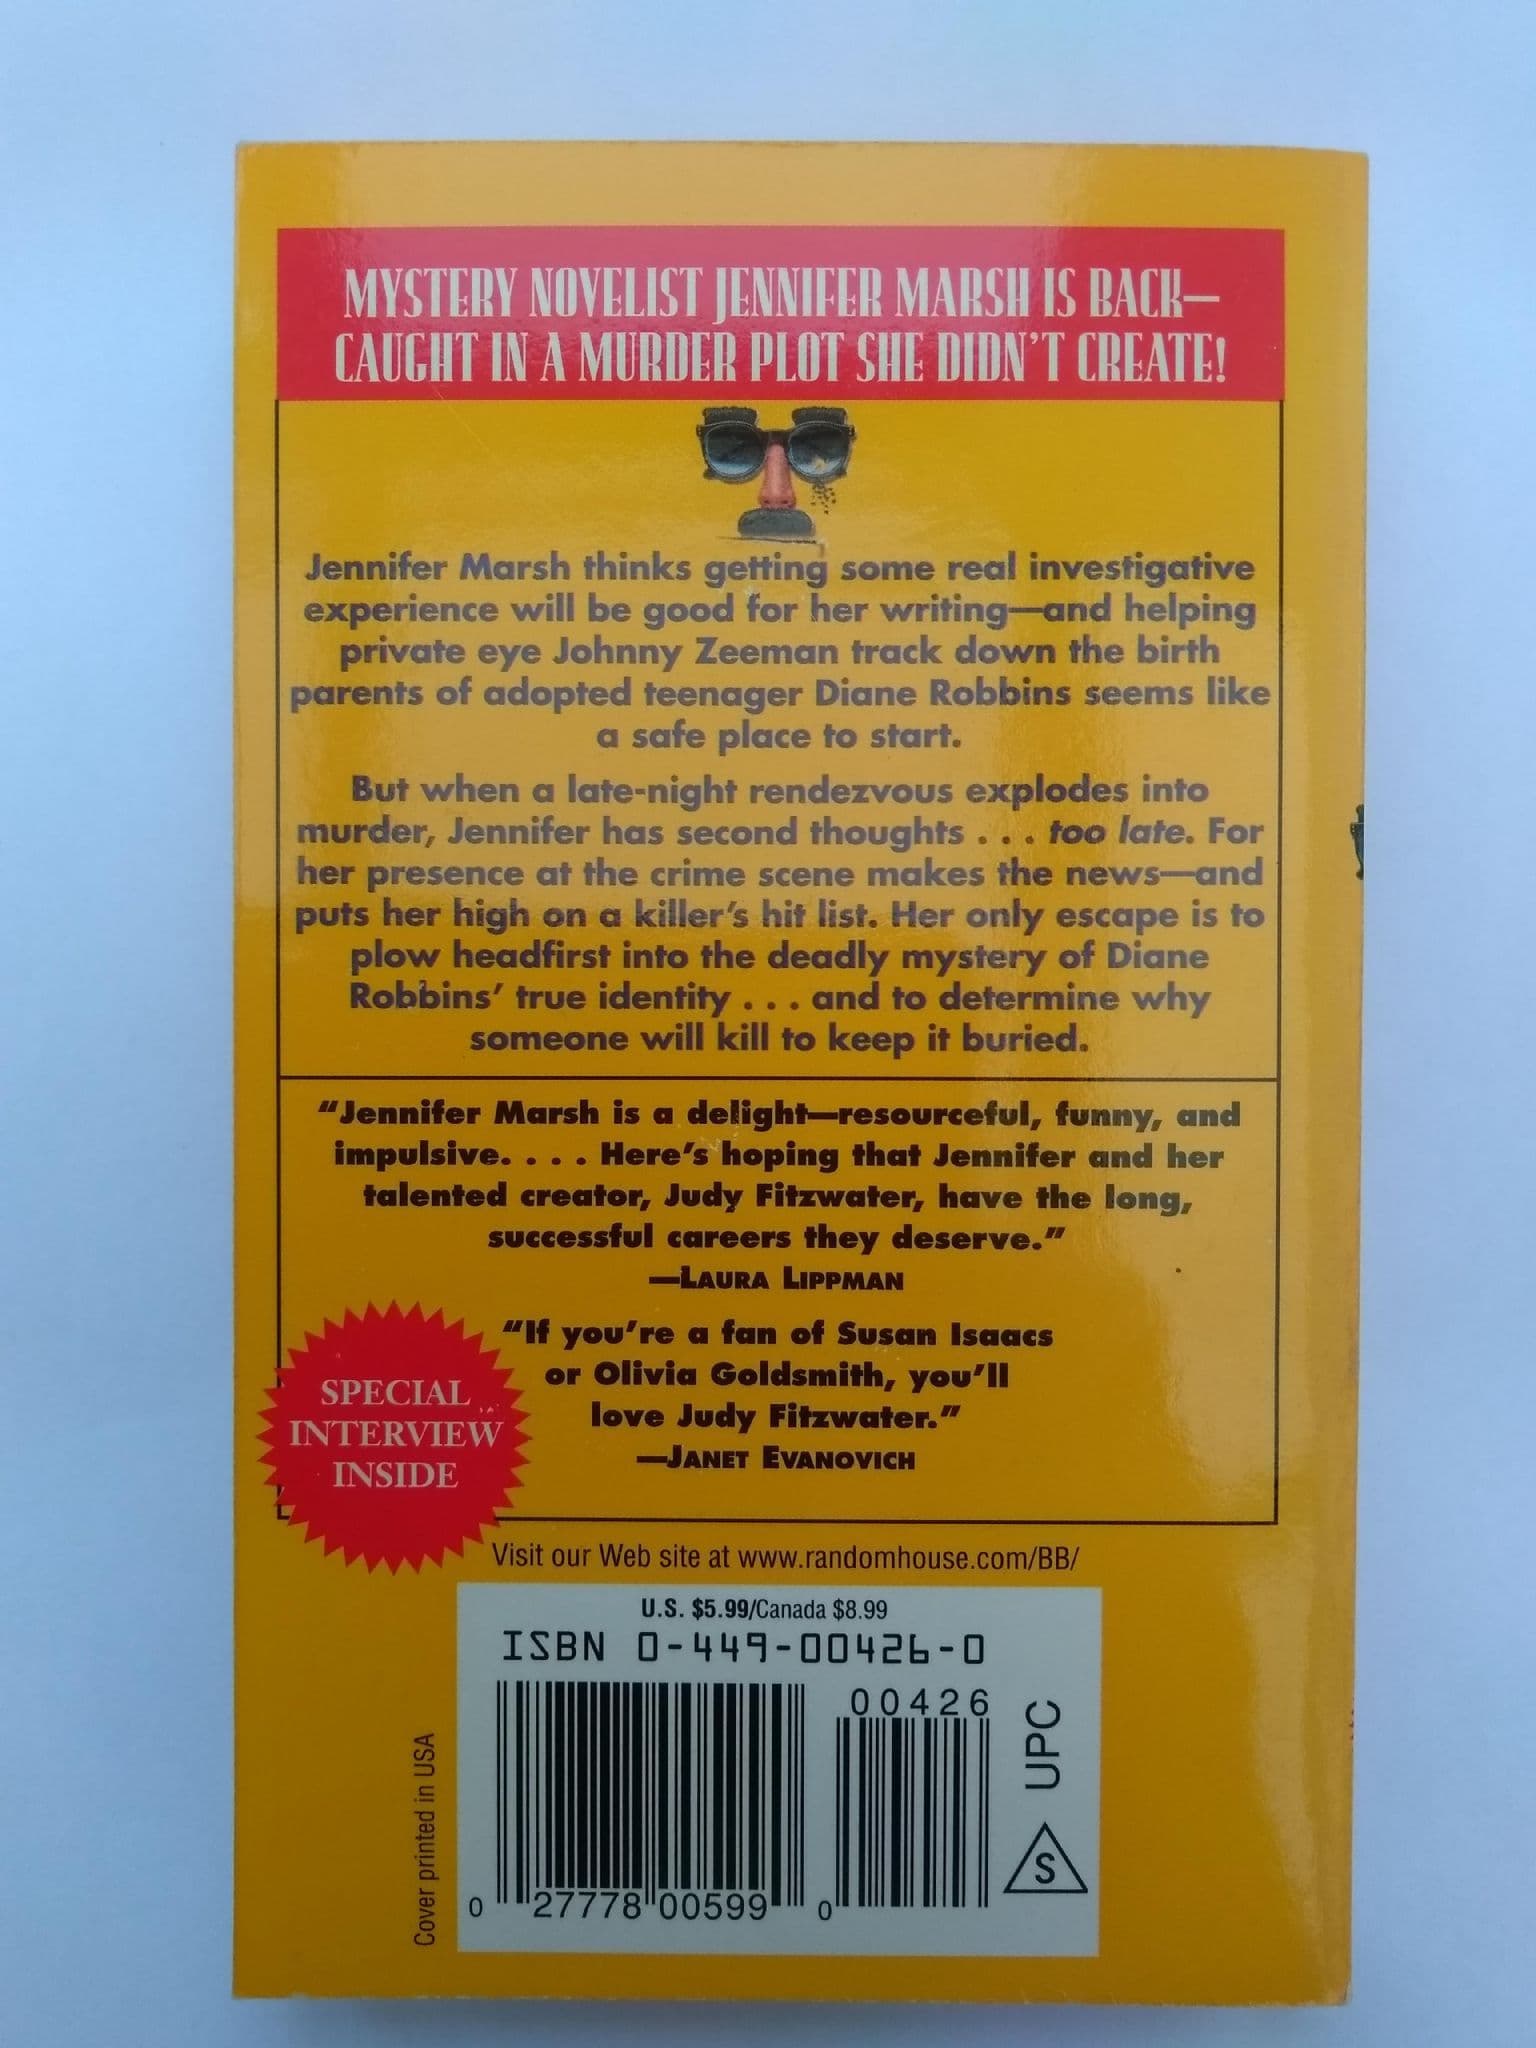 MYSTERY NOVELIST JENNIFER MARSH IS BACK—
CAUGHT IN A MURDER PLOT SHE DIDN'T CREATE!
Jennifer Marsh thinks getting some real investigative
experience will be good for her writing—and helping
private eye Johnny Zeeman track down the birth
parents of adopted teenager Diane Robbins seems like
a safe place to start.
But when a late-night rendezvous explodes into
murder, Jennifer has second thoughts . . . too late. For
her presence at the crime scene makes the news—and
puts her high on a killer's hit list. Her only escape is to
plow headfirst into the deadly mystery of Diane
Robbins' true identity . . . and to determine why
someone will kill to keep it buried.
“Jennifer Marsh is a delight—resourceful, funny, and
impulsive. . . . Here's hoping that Jennifer and her
talented creator, Judy Fitzwater, have the long,
successful careers they deserve.”
—LAURA LIPPMAN
“If you're a fan of Susan Isaacs
or Olivia Goldsmith, you'll
love Judy Fitzwater.”
—JANET EVANOVICH
SPECIAL
INTERVIEW
INSIDE
Visit our Web site at www.randomhouse.com/BB/
U.S. $5.99/Canada $8.99
ISBN 0-449-00426-0
00426
0 27778 00599 0
UPC
S
Cover printed in USA